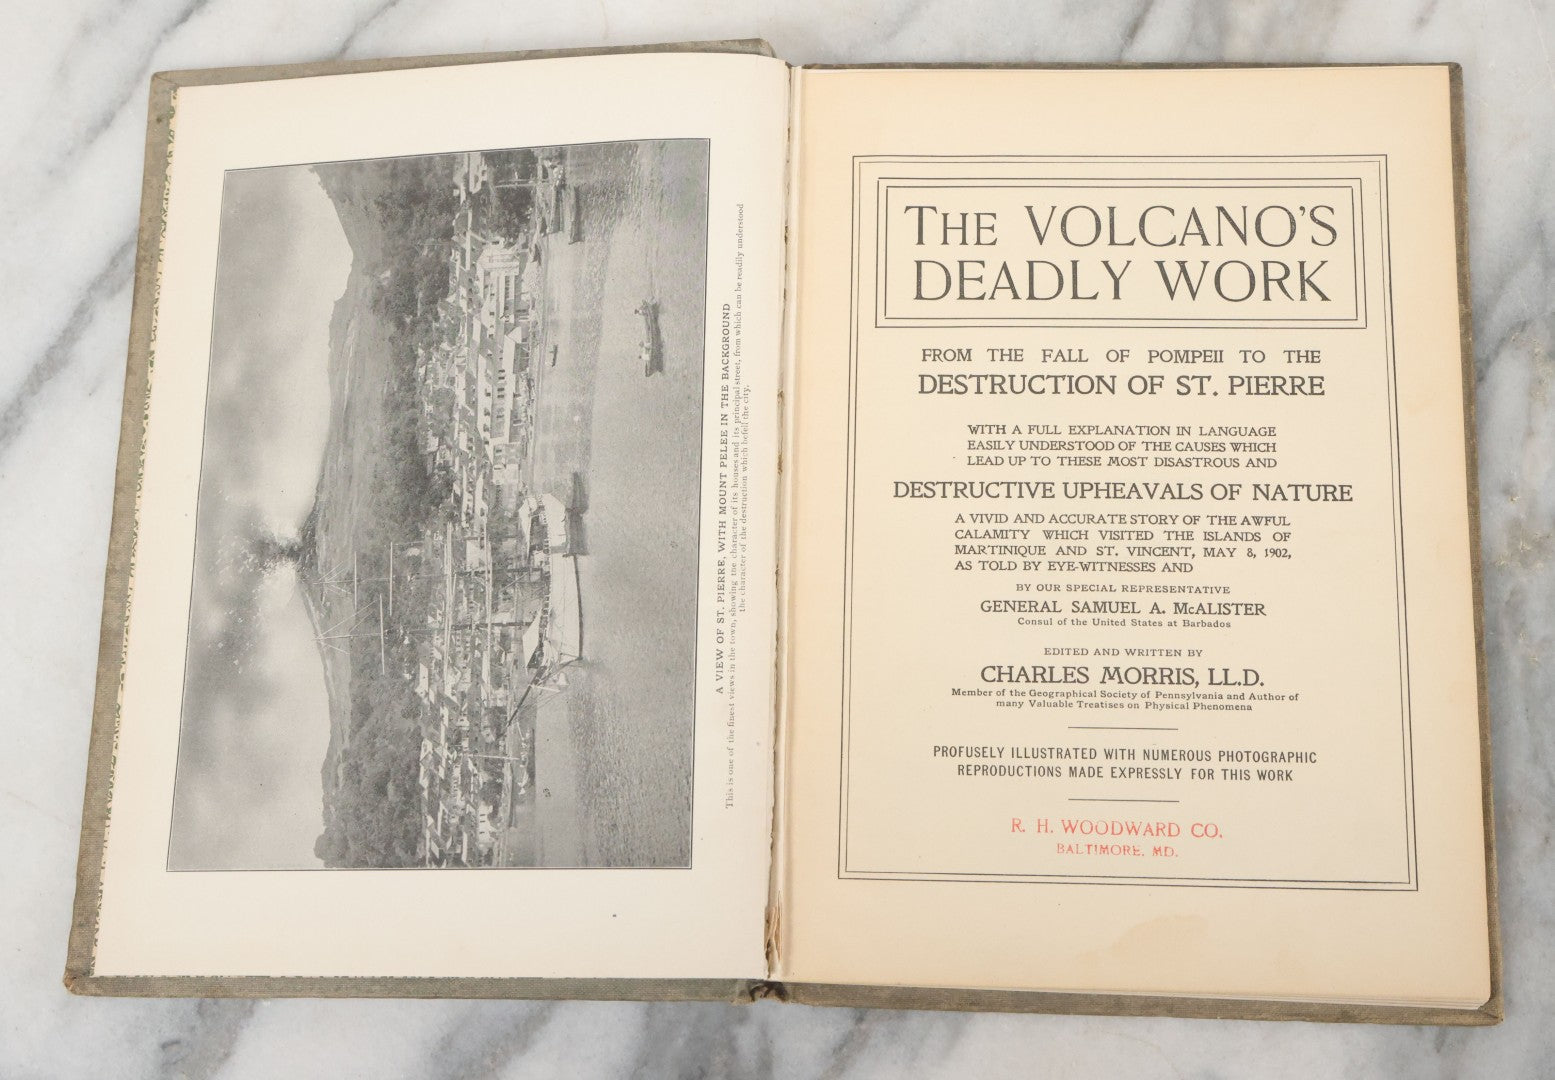 A VIEW OF ST. PIERRE, WITH MOUNT PELEE IN THE BACKGROUND
This is one of the finest views in the town, showing the character of its houses and its principal street, from which can be readily understood
the character of the destruction which befell the city.
THE VOLCANO'S
DEADLY WORK
FROM THE FALL OF POMPEII TO THE
DESTRUCTION OF ST. PIERRE
WITH A FULL EXPLANATION IN LANGUAGE
EASILY UNDERSTOOD OF THE CAUSES WHICH
LEAD UP TO THESE MOST DISASTROUS AND
DESTRUCTIVE UPHEAVALS OF NATURE
A VIVID AND ACCURATE STORY OF THE AWFUL
CALAMITY WHICH VISITED THE ISLANDS OF
MARTINIQUE AND ST. VINCENT, MAY 8, 1902,
AS TOLD BY EYE-WITNESSES AND
BY OUR SPECIAL REPRESENTATIVE
GENERAL SAMUEL A. McALISTER
Consul of the United States at Barbados
EDITED AND WRITTEN BY
CHARLES MORRIS, LL.D.
Member of the Geographical Society of Pennsylvania and Author of
many Valuable Treatises on Physical Phenomena
PROFUSELY ILLUSTRATED WITH NUMEROUS PHOTOGRAPHIC
REPRODUCTIONS MADE EXPRESSLY FOR THIS WORK
R. H. WOODWARD CO.
BALTIMORE, MD.